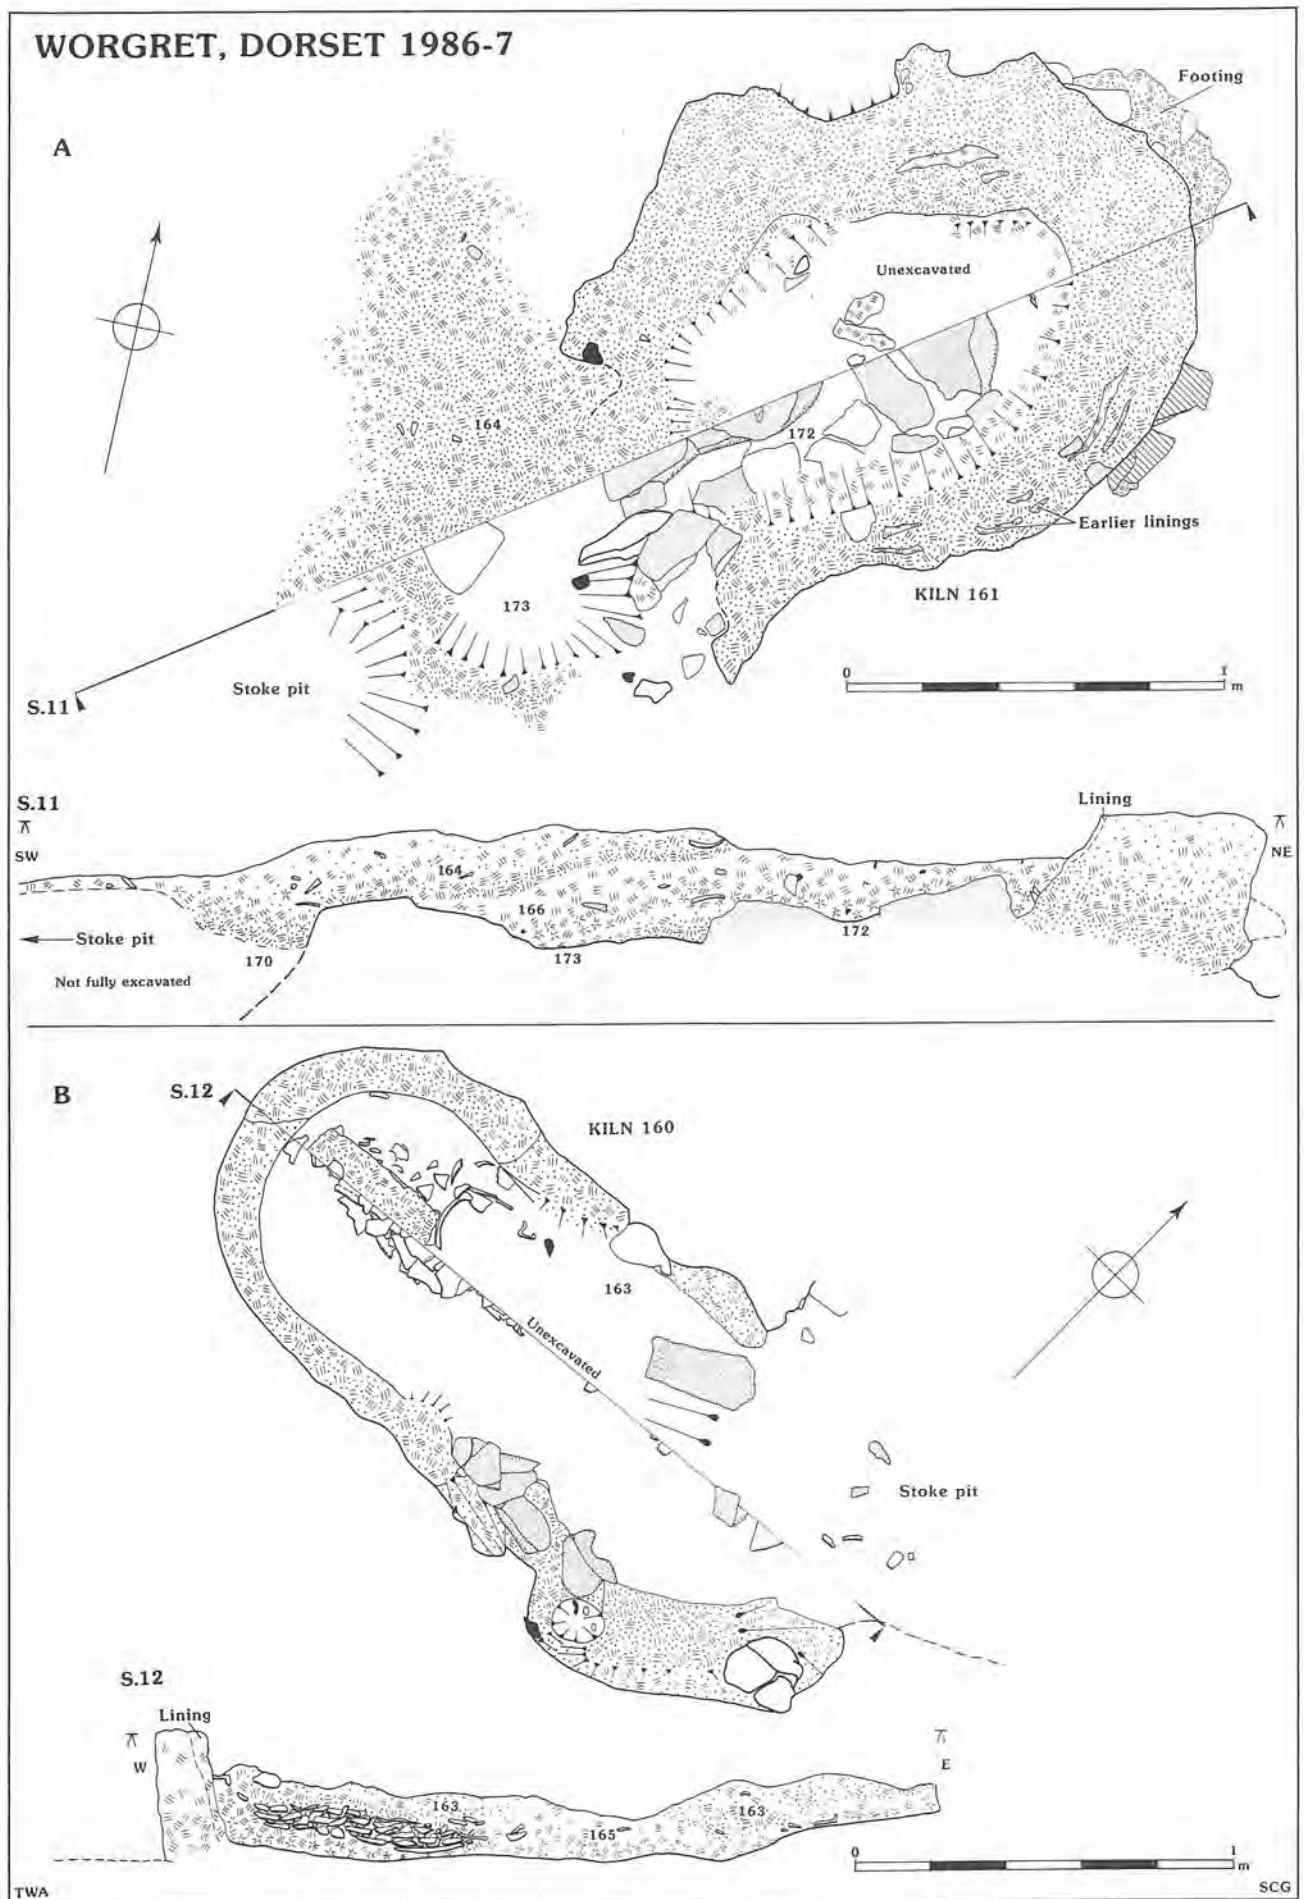 WORGRET, DORSET 1986-7
A
Footing
Unexcavated
164
172
Earlier linings
173
KILN 161
Stoke pit
S.11
0 1 m
S.11
Lining
SW
NE
164
166
Stoke pit
170
173
172
Not fully excavated
B
S.12
KILN 160
163
Unexcavated
Stoke pit
S.12
Lining
W
E
163
163
165
0 1 m
TWA
SCG